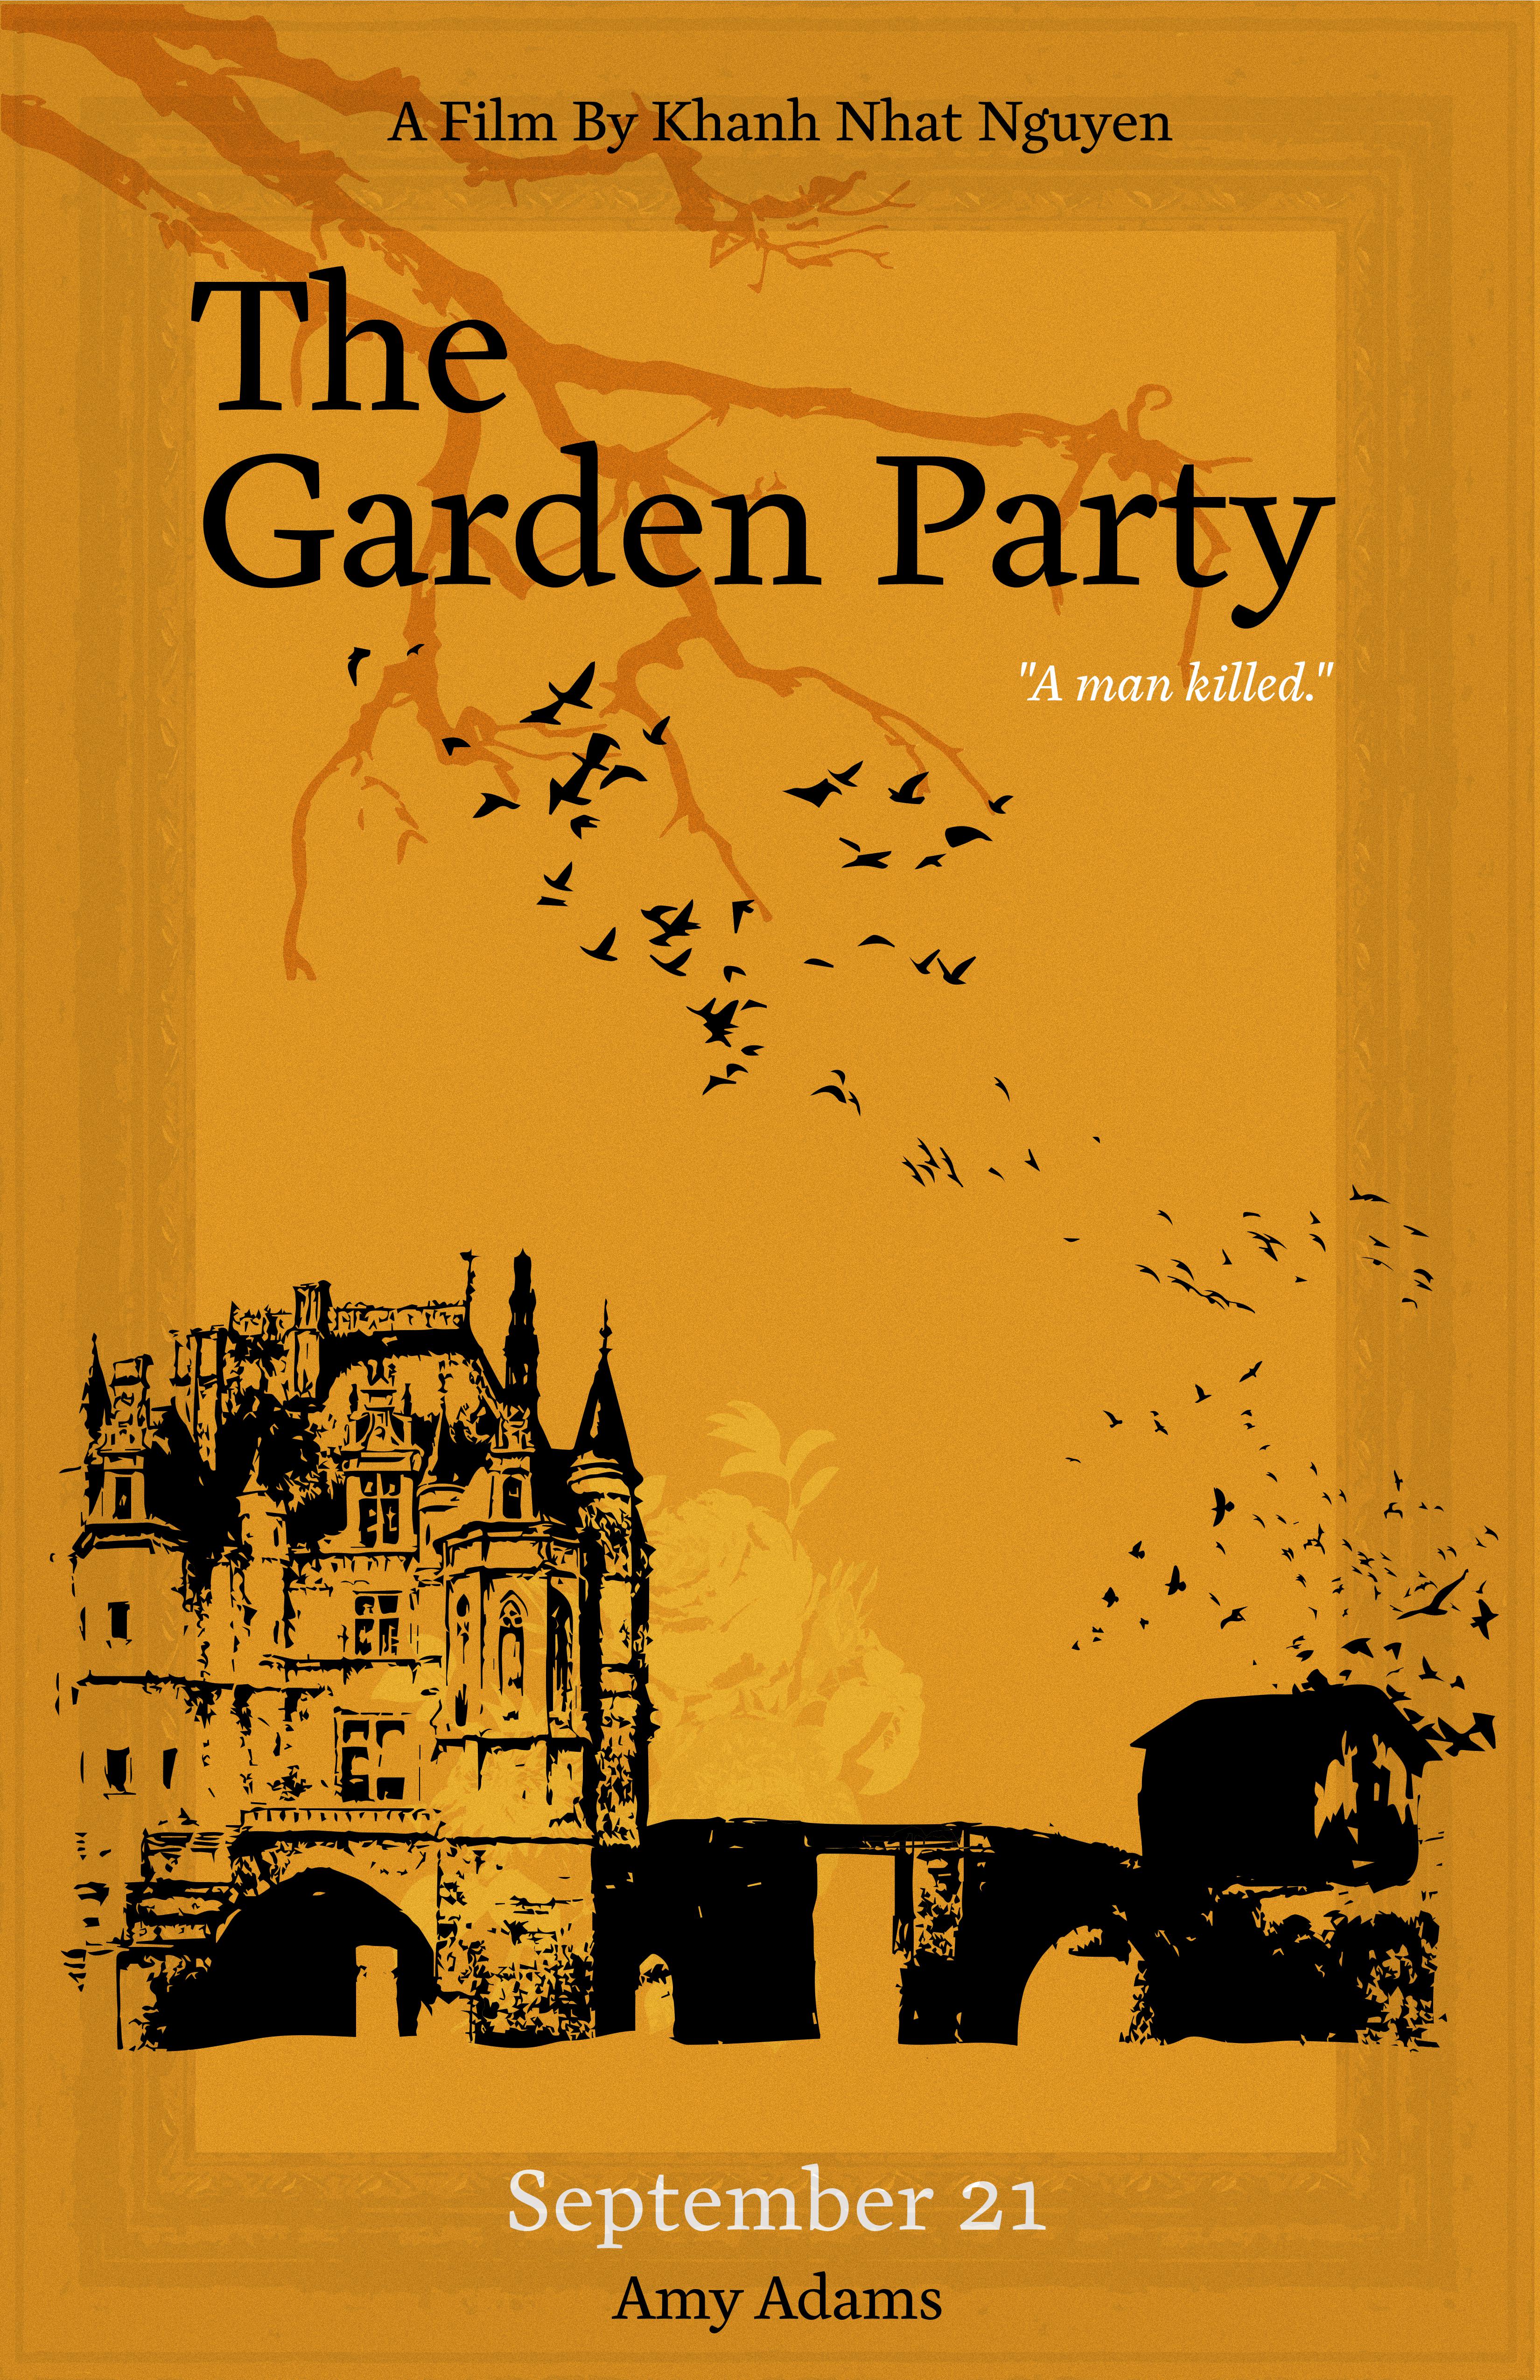 A Film By Khanh Nhat Nguyen
The
Garden Party
"A man killed."
September 21
Amy Adams